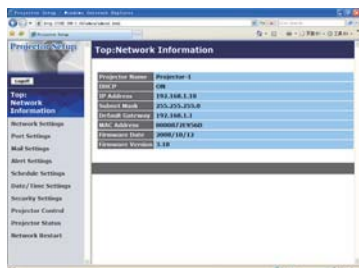 Projector Setup
Top:Network Information
Logoff
Top:
Network
Information
Network Settings
Port Settings
Mail Settings
Alert Settings
Schedule Settings
Date/Time Settings
Security Settings
Projector Control
Projector Status
Network Restart
Projector Name Projector-1
DHCP ON
IP Address 192.168.1.10
Subnet Mask 255.255.255.0
Default Gateway 192.168.1.1
MAC Address
Firmware Date 2008/10/12
Firmware Version 3.18